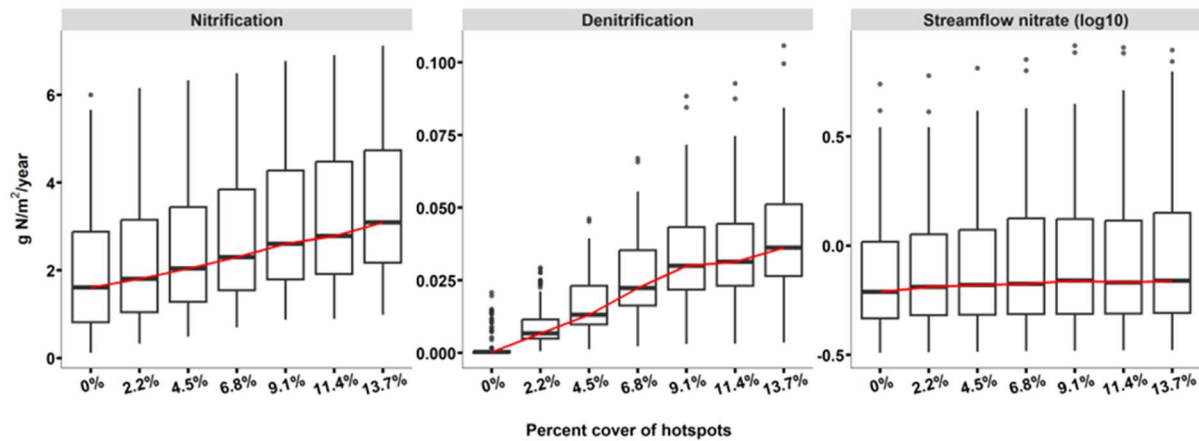 Nitrification
Denitrification
Streamflow nitrate (log10)
g N/m²/year
6
4
2
0
0.100
0.075
0.050
0.025
0.000
0.5
0.0
-0.5
0% 2.2% 4.5% 6.8% 9.1% 11.4% 13.7%
0% 2.2% 4.5% 6.8% 9.1% 11.4% 13.7%
0% 2.2% 4.5% 6.8% 9.1% 11.4% 13.7%
Percent cover of hotspots